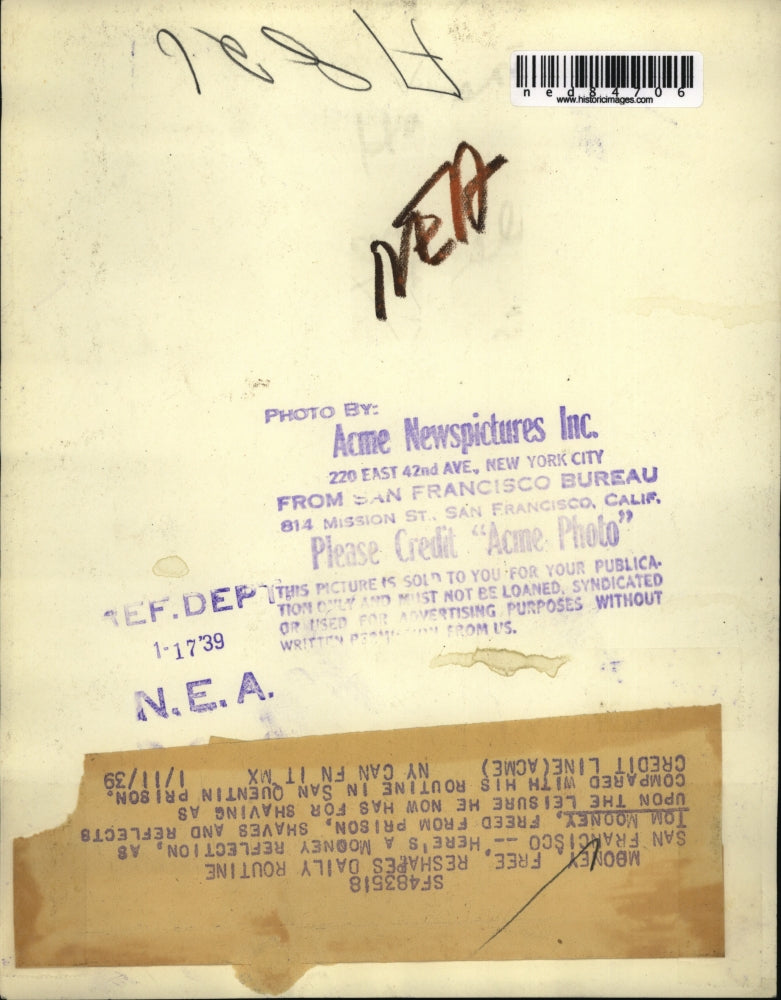 ned84706
www.historicimages.com
NEA
PHOTO BY:
Acme Newspictures Inc.
220 EAST 42nd AVE., NEW YORK CITY
FROM SAN FRANCISCO BUREAU
814 MISSION ST., SAN FRANCISCO, CALIF.
Please Credit "Acme Photo"
THIS PICTURE IS SOLD TO YOU FOR YOUR PUBLICA-
TION ONLY AND MUST NOT BE LOANED, SYNDICATED
OR USED FOR ADVERTISING PURPOSES WITHOUT
WRITTEN PERMISSION FROM US.
REF. DEPT
1-17'39
N.E.A.
SF483518
MOONEY, FREE, RESHAPES DAILY ROUTINE
SAN FRANCISCO -- HERE'S A MOONEY REFLECTION, AS
TOM MOONEY, FREED FROM PRISON, SHAVES AND REFLECTS
UPON THE LEISURE HE NOW HAS FOR SHAVING AS
COMPARED WITH HIS ROUTINE IN SAN QUENTIN PRISON.
CREDIT LINE(ACME) NY CAN FN IT MX 1/11/39